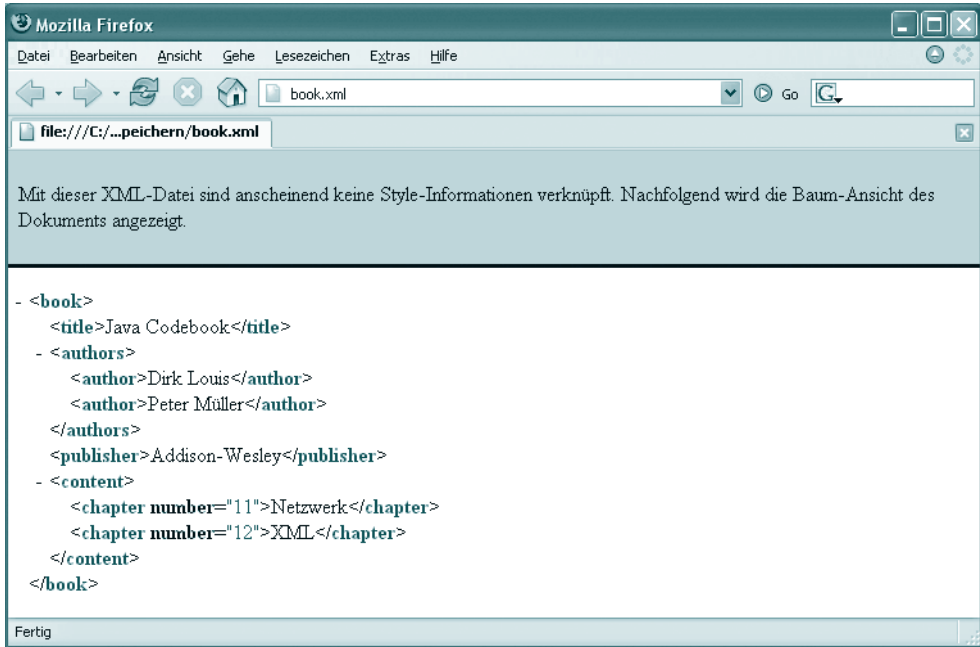 Mozilla Firefox
Datei Bearbeiten Ansicht Gehe Lesezeichen Extras Hilfe
book.xml Go G
file:///C:/...peichern/book.xml
Mit dieser XML-Datei sind anscheinend keine Style-Informationen verknüpft. Nachfolgend wird die Baum-Ansicht des
Dokuments angezeigt.
- <book>
<title>Java Codebook</title>
- <authors>
<author>Dirk Louis</author>
<author>Peter Müller</author>
</authors>
<publisher>Addison-Wesley</publisher>
- <content>
<chapter number="11">Netzwerk</chapter>
<chapter number="12">XML</chapter>
</content>
</book>
Fertig